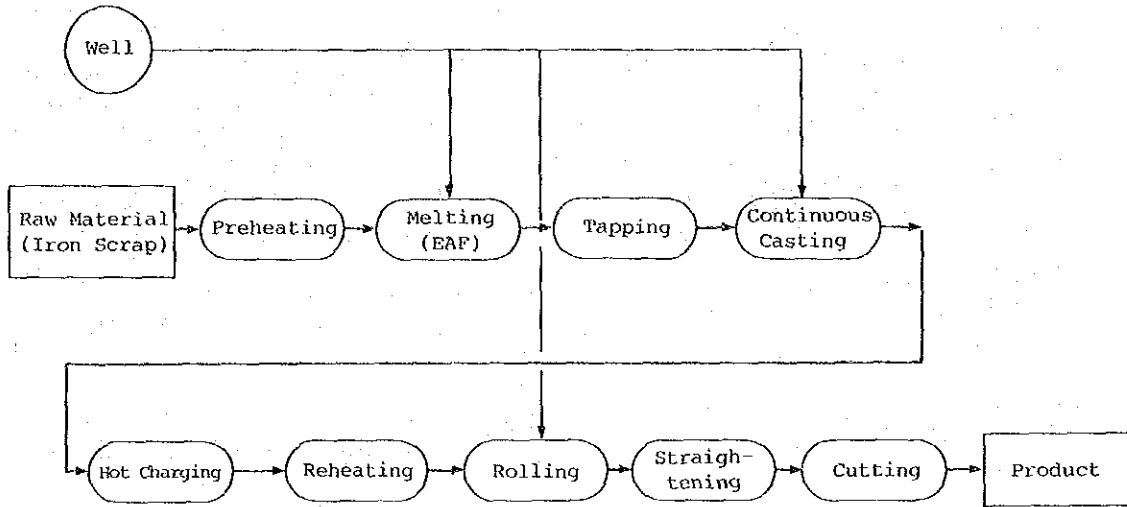 Well
Raw Material
(Iron Scrap)
Preheating
Melting
(EAF)
Tapping
Continuous
Casting
Hot Charging
Reheating
Rolling
Straigh-
tening
Cutting
Product